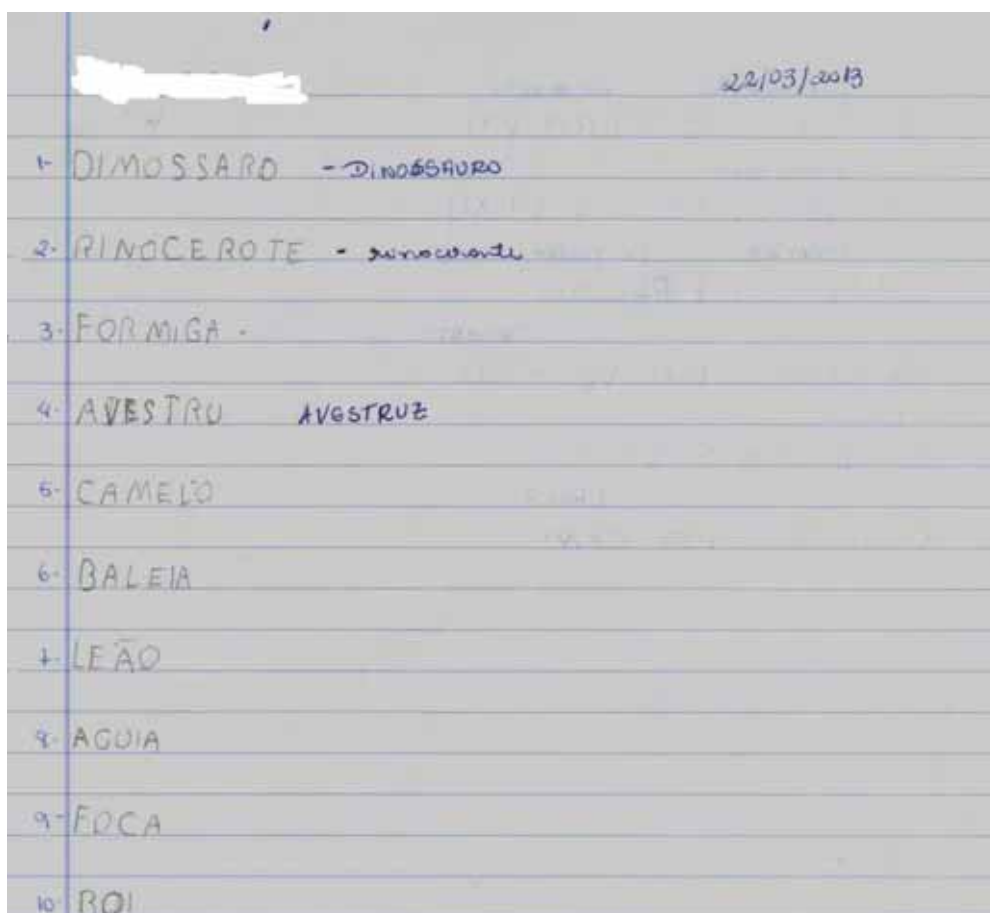 22/03/2013
1- DIMOSSARO - DINOSSAURO
2- RINOCEROTE - rinoceronte
3- FORMIGA -
4- AVESTRU AVESTRUZ
5- CAMELO
6- BALEIA
7- LEÃO
8- AGUIA
9- FOCA
10- BOI